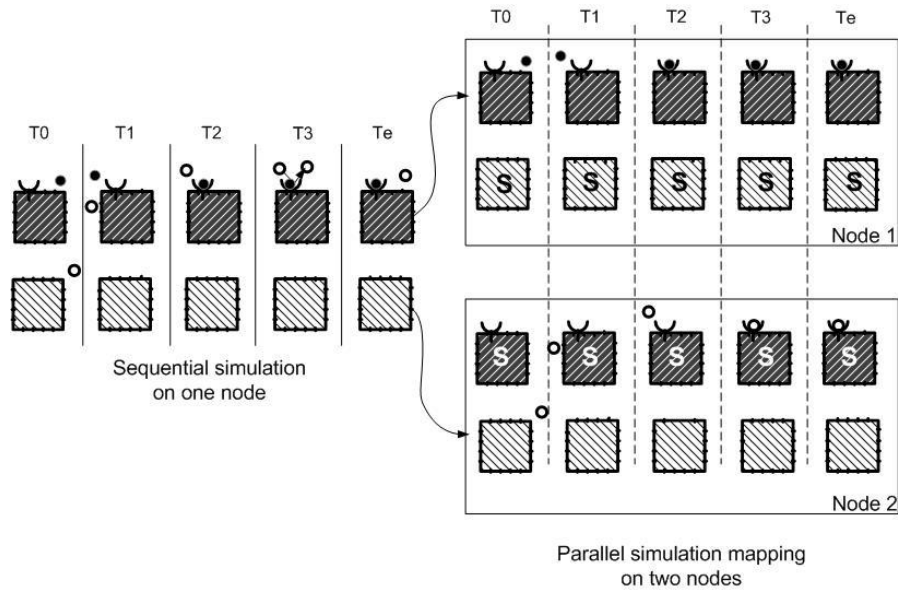 T0 T1 T2 T3 Te
T0 T1 T2 T3 Te
S S S S S
Node 1
S S S S S
Sequential simulation
on one node
Node 2
Parallel simulation mapping
on two nodes